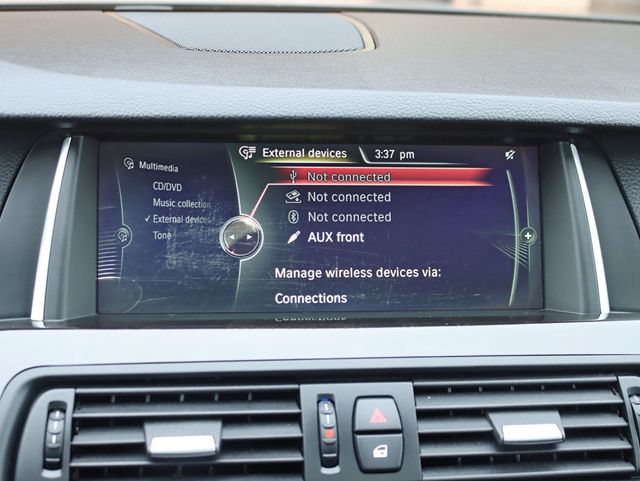 External devices 3:37 pm
Multimedia
CD/DVD
Music collection
✓ External devices
Tone
Not connected
Not connected
Not connected
AUX front
Manage wireless devices via:
Connections